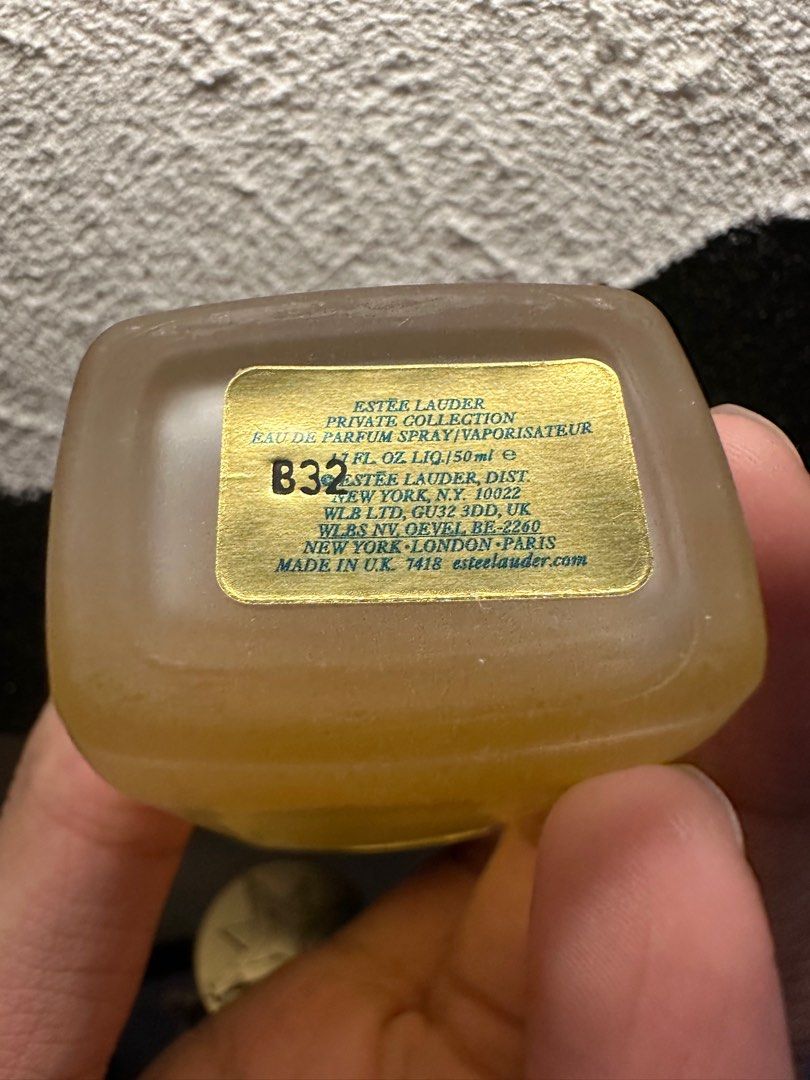 ESTĒE LAUDER
PRIVATE COLLECTION
EAU DE PARFUM SPRAY/VAPORISATEUR
1.7 FL. OZ. LIQ./50 ml ℮
B32
© ESTĒE LAUDER, DIST.
NEW YORK, N.Y. 10022
WLB LTD, GU32 3DD, UK
WLBS NV, OEVEL BE-2260
NEW YORK • LONDON • PARIS
MADE IN U.K. 7418 esteelauder.com